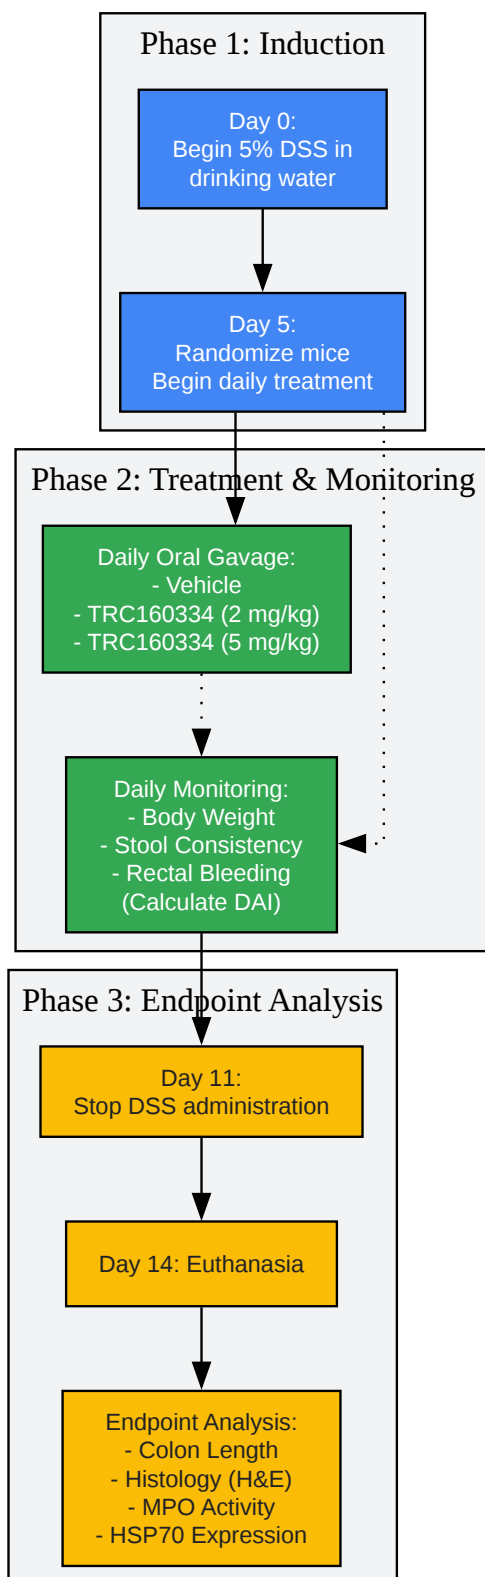 Phase 1: Induction
Day 0:
Begin 5% DSS in
drinking water
Day 5:
Randomize mice
Begin daily treatment
Phase 2: Treatment & Monitoring
Daily Oral Gavage:
- Vehicle
- TRC160334 (2 mg/kg)
- TRC160334 (5 mg/kg)
Daily Monitoring:
- Body Weight
- Stool Consistency
- Rectal Bleeding
(Calculate DAI)
Phase 3: Endpoint Analysis
Day 11:
Stop DSS administration
Day 14: Euthanasia
Endpoint Analysis:
- Colon Length
- Histology (H&E)
- MPO Activity
- HSP70 Expression